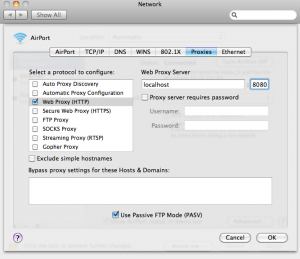 Network
Show All
AirPort
AirPort TCP/IP DNS WINS 802.1X Proxies Ethernet
Select a protocol to configure:
Auto Proxy Discovery
Automatic Proxy Configuration
Web Proxy (HTTP)
Secure Web Proxy (HTTPS)
FTP Proxy
SOCKS Proxy
Streaming Proxy (RTSP)
Gopher Proxy
Web Proxy Server
localhost : 8080
Proxy server requires password
Username:
Password:
Exclude simple hostnames
Bypass proxy settings for these Hosts & Domains:
Use Passive FTP Mode (PASV)
? Cancel OK